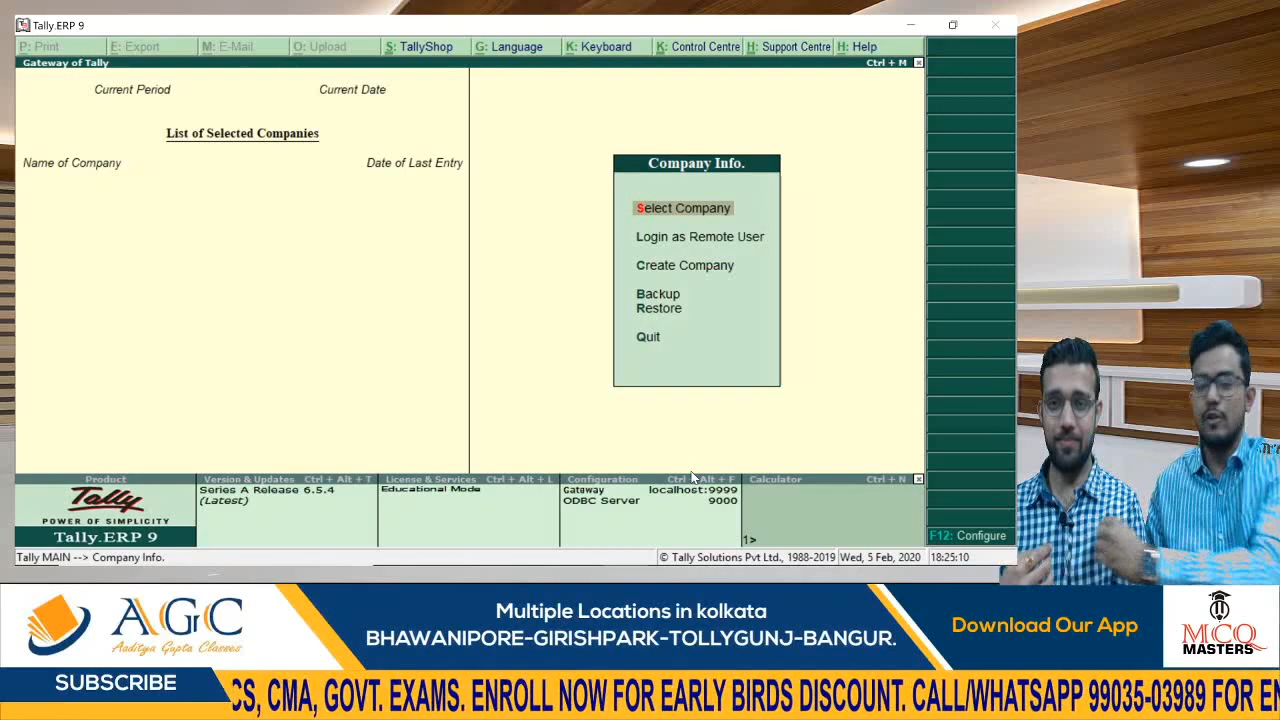 Tally.ERP 9
P: Print
E: Export
M: E-Mail
O: Upload
S: TallyShop
G: Language
K: Keyboard
K: Control Centre
H: Support Centre
H: Help
Gateway of Tally
Ctrl + M
Current Period
Current Date
List of Selected Companies
Name of Company
Date of Last Entry
Company Info.
Select Company
Login as Remote User
Create Company
Backup
Restore
Quit
Product
Tally
POWER OF SIMPLICITY
Tally.ERP 9
Version & Updates Ctrl + Alt + T
Series A Release 6.5.4
(Latest)
License & Services Ctrl + Alt + L
Educational Mode
Configuration Ctrl + Alt + F
Gateway localhost:9999
ODBC Server 9000
Calculator Ctrl + N
1>
F12: Configure
Tally MAIN --> Company Info.
© Tally Solutions Pvt Ltd., 1988-2019
Wed, 5 Feb, 2020
18:25:10
AGC
Aaditya Gupta Classes
Multiple Locations in kolkata
BHAWANIPORE-GIRISHPARK-TOLLYGUNJ-BANGUR.
Download Our App
MCQ
MASTERS
SUBSCRIBE
CS, CMA, GOVT. EXAMS. ENROLL NOW FOR EARLY BIRDS DISCOUNT. CALL/WHATSAPP 99035-03989 FOR EN